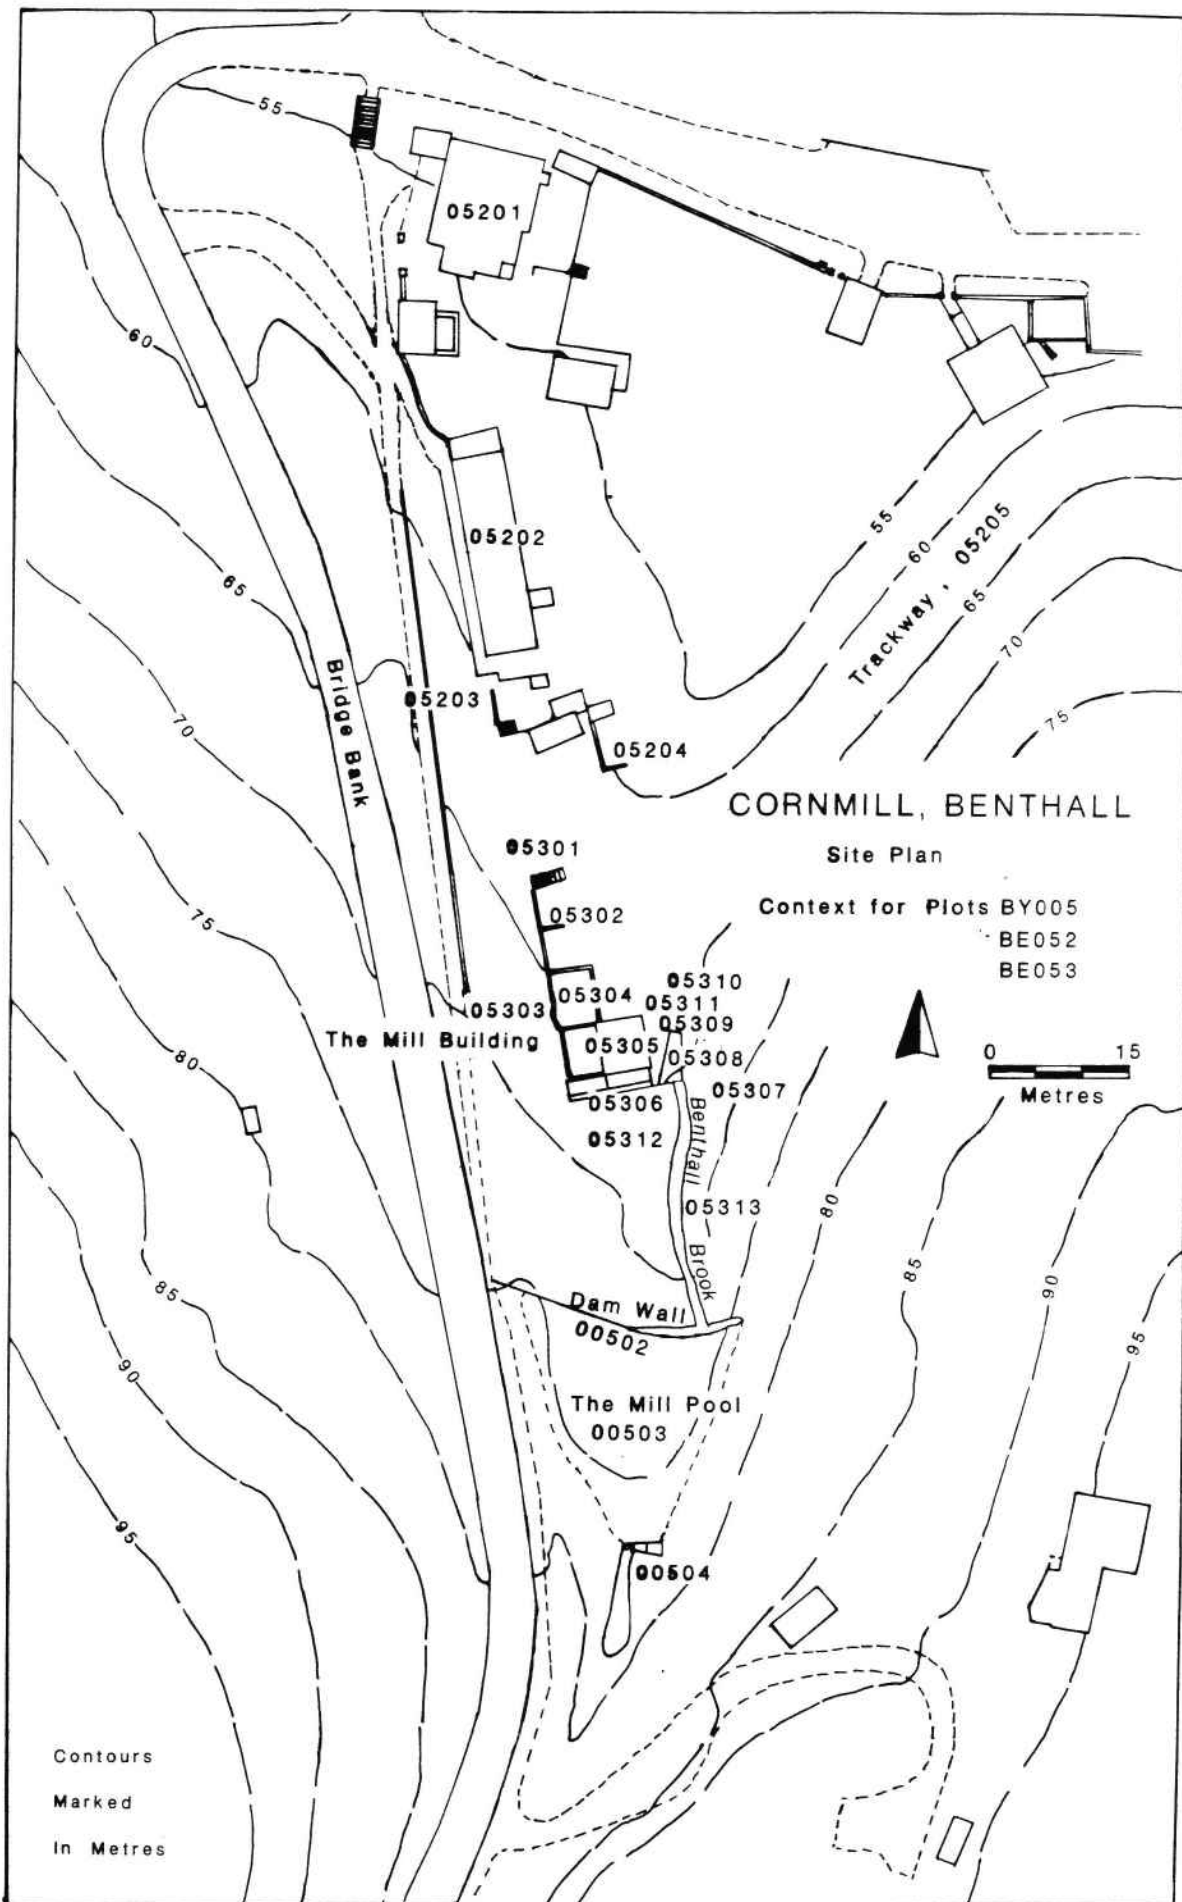 55
05201
60
05202
55
60
Trackway, 05205
65
65
70
05203
Bridge Bank
70
75
05204
CORNMILL, BENTHALL
Site Plan
05301
Context for Plots BY005
05302
BE052
75
BE053
05310
05304
05311
05303
05309
The Mill Building
05305
05308
0 15
80
05307
Metres
05306
05312
Benthall Brook
05313
80
85
85
90
Dam Wall
00502
95
90
The Mill Pool
00503
95
00504
Contours
Marked
In Metres